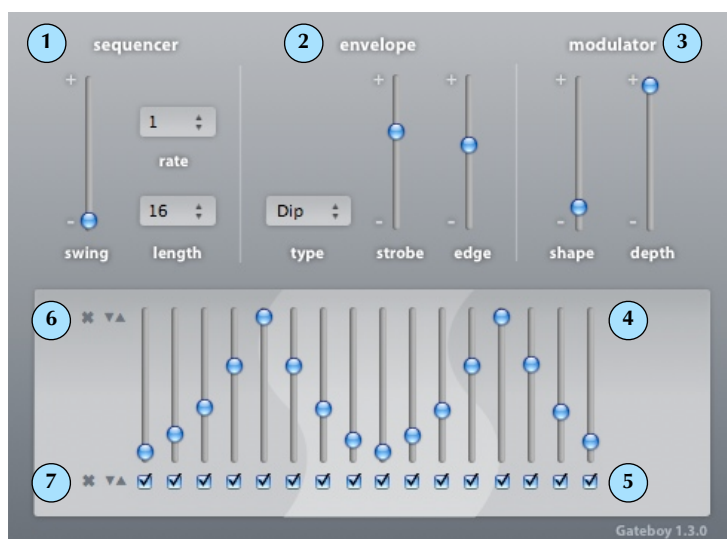 1 sequencer 2 envelope modulator 3
+ + +
1
rate
16 Dip
- - -
swing length type strobe edge shape depth
6 4
7 5
Gateboy 1.3.0